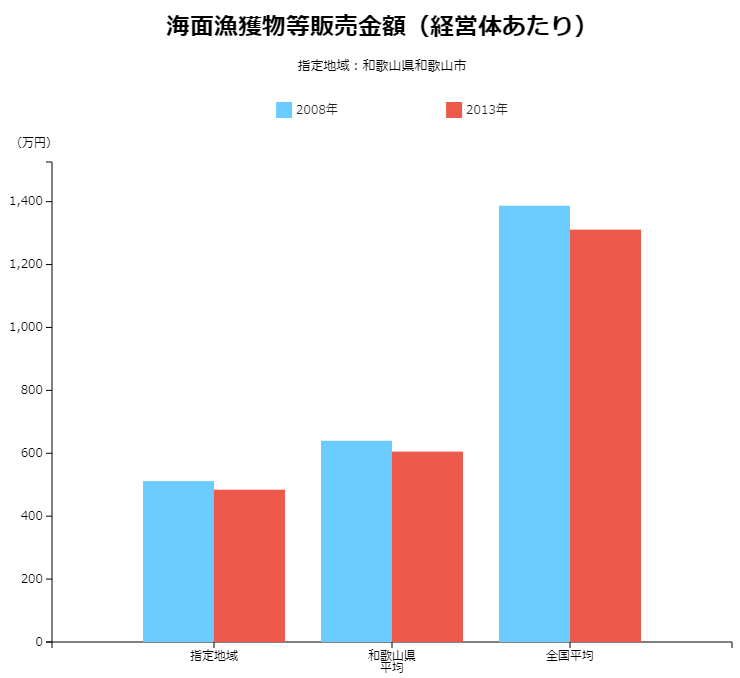 海面漁獲物等販売金額（経営体あたり）
指定地域：和歌山県和歌山市
2008年 2013年
(万円)
1,400
1,200
1,000
800
600
400
200
0
指定地域 和歌山県 全国平均
平均